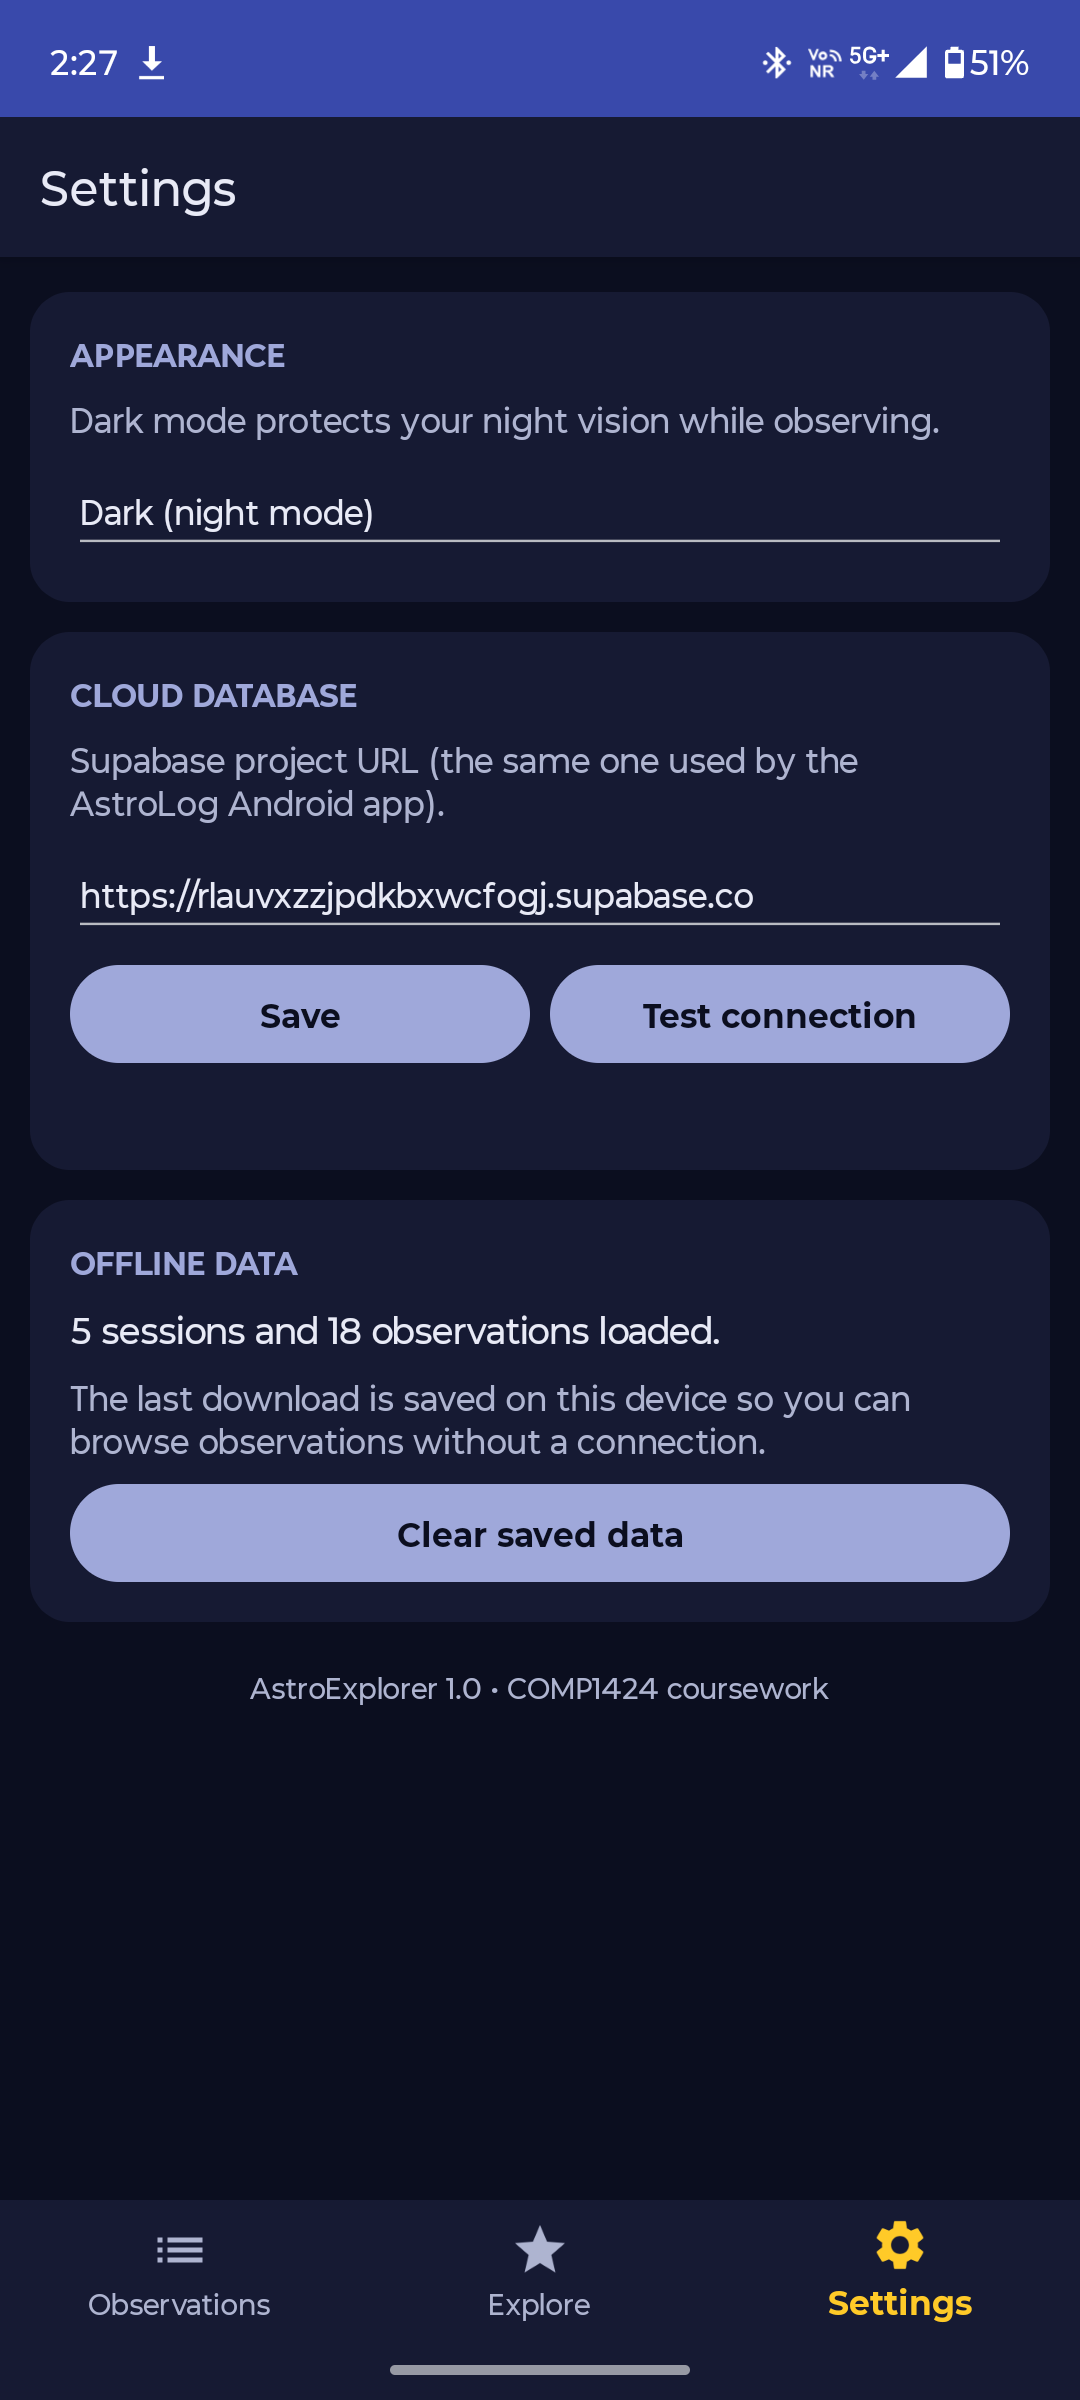 2:27
Vo NR 5G+ 51%
Settings
APPEARANCE
Dark mode protects your night vision while observing.
Dark (night mode)
CLOUD DATABASE
Supabase project URL (the same one used by the
AstroLog Android app).
https://rlauvxzzjpdkbxwcfogj.supabase.co
Save
Test connection
OFFLINE DATA
5 sessions and 18 observations loaded.
The last download is saved on this device so you can
browse observations without a connection.
Clear saved data
AstroExplorer 1.0 • COMP1424 coursework
Observations
Explore
Settings